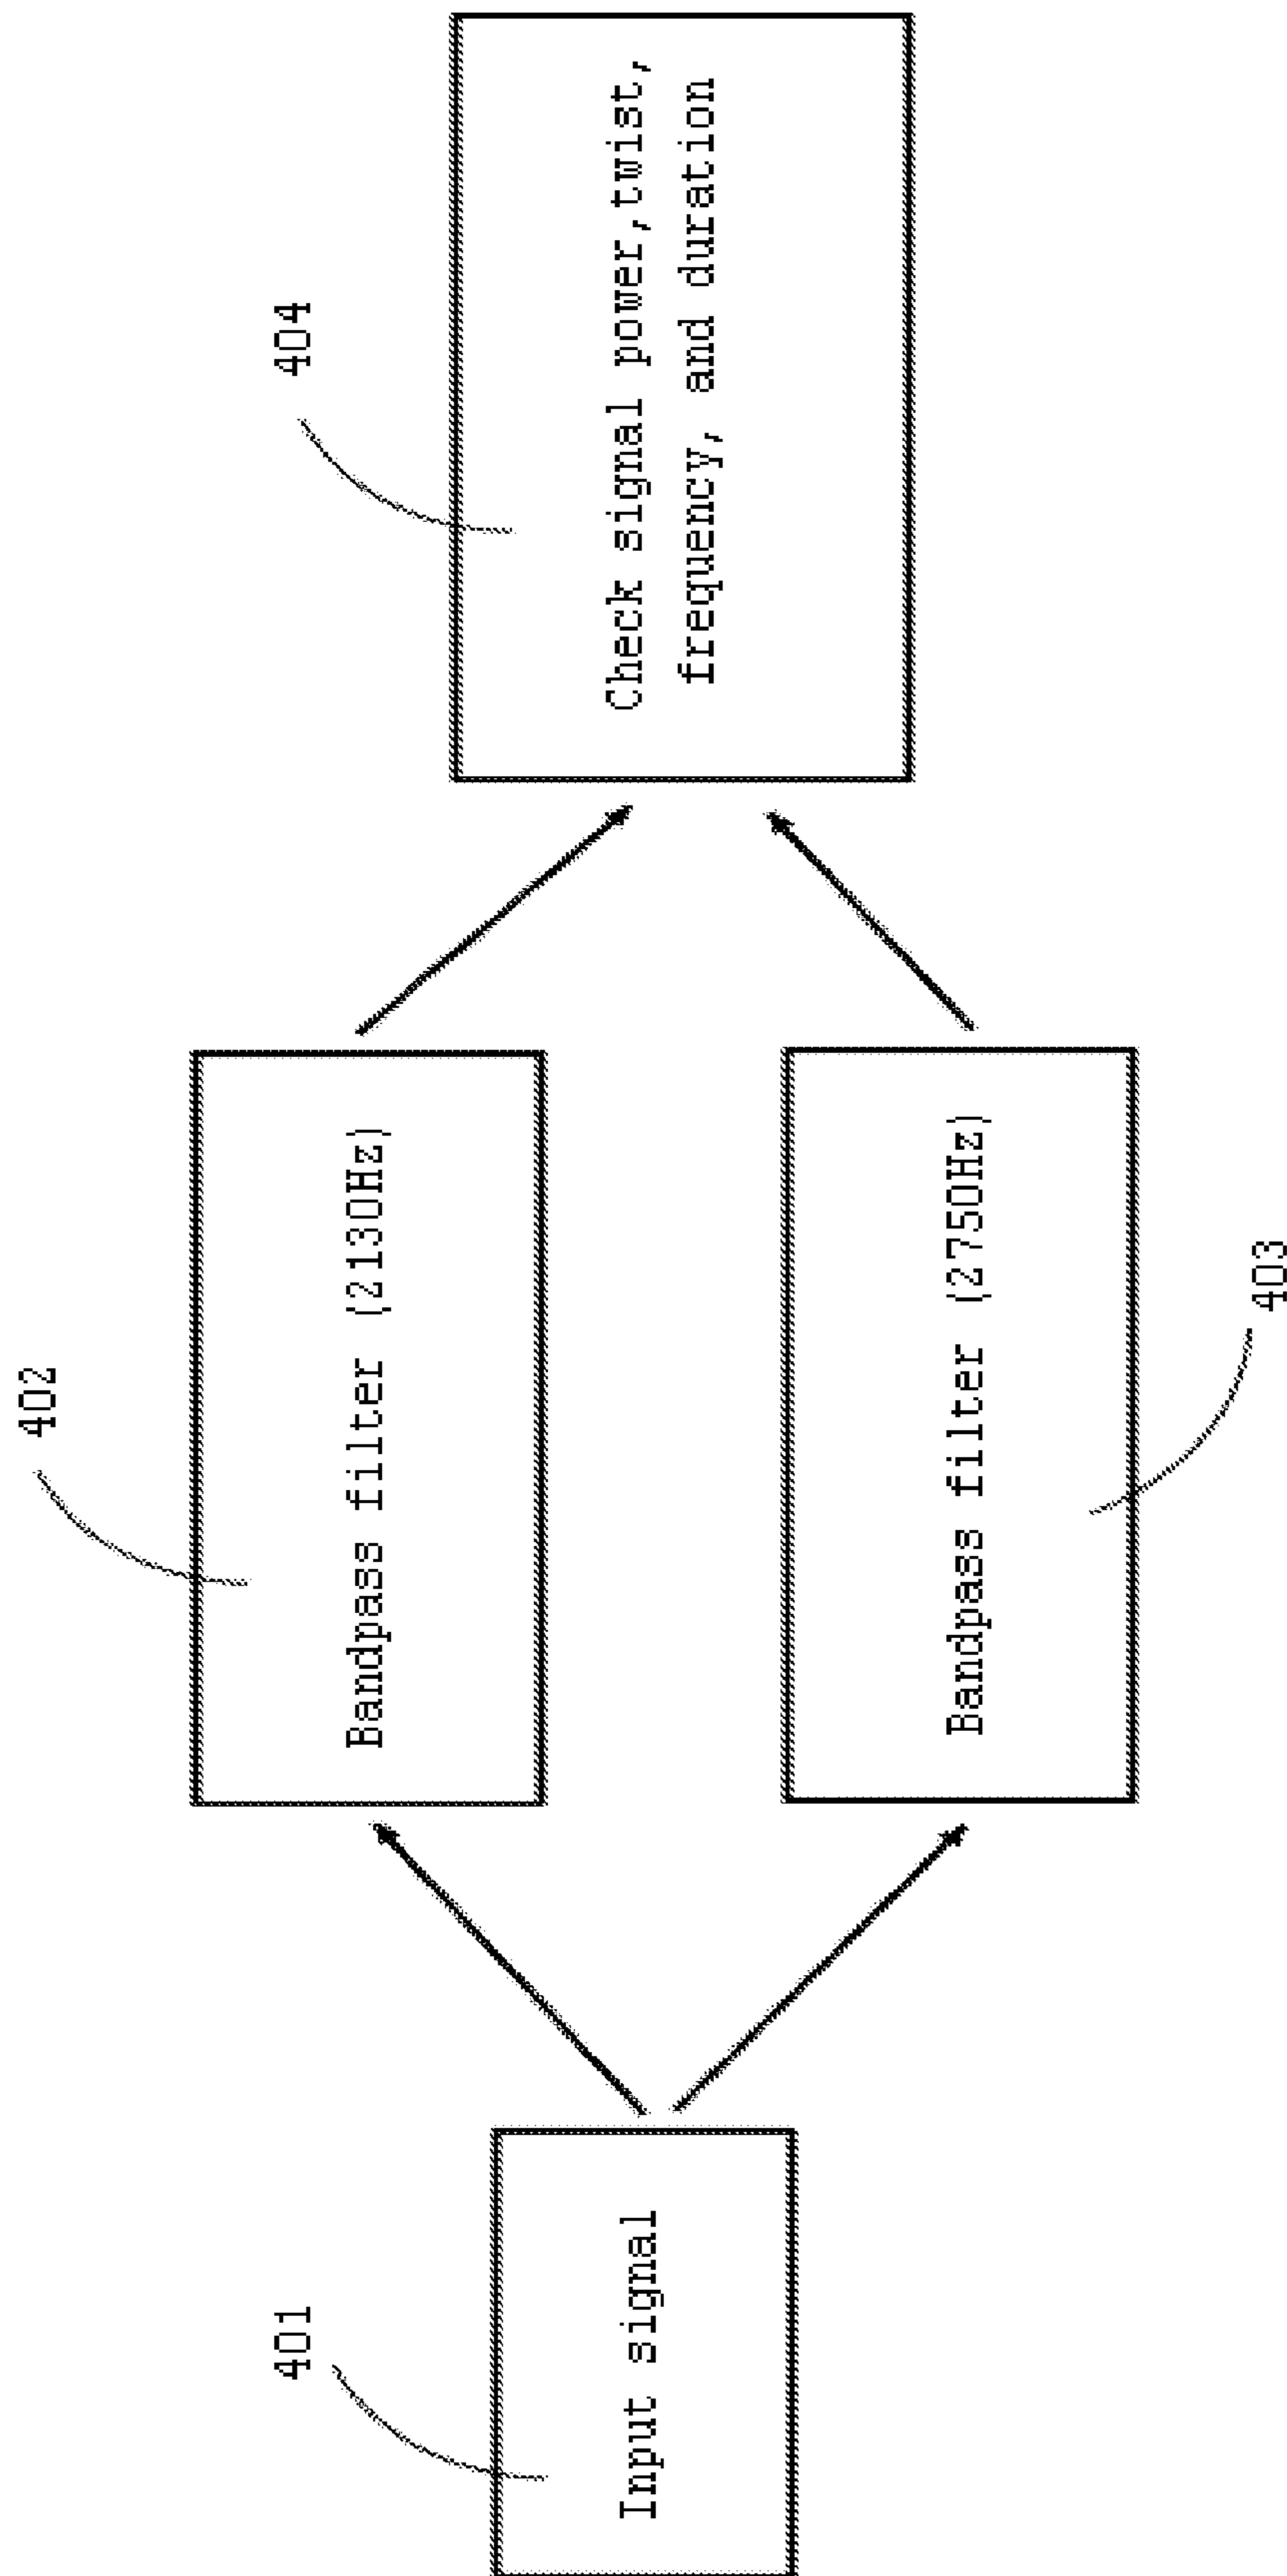 401
Input signal
402
Bandpass filter (2130Hz)
Bandpass filter (2750Hz)
403
404
Check signal power,twist,
frequency, and duration